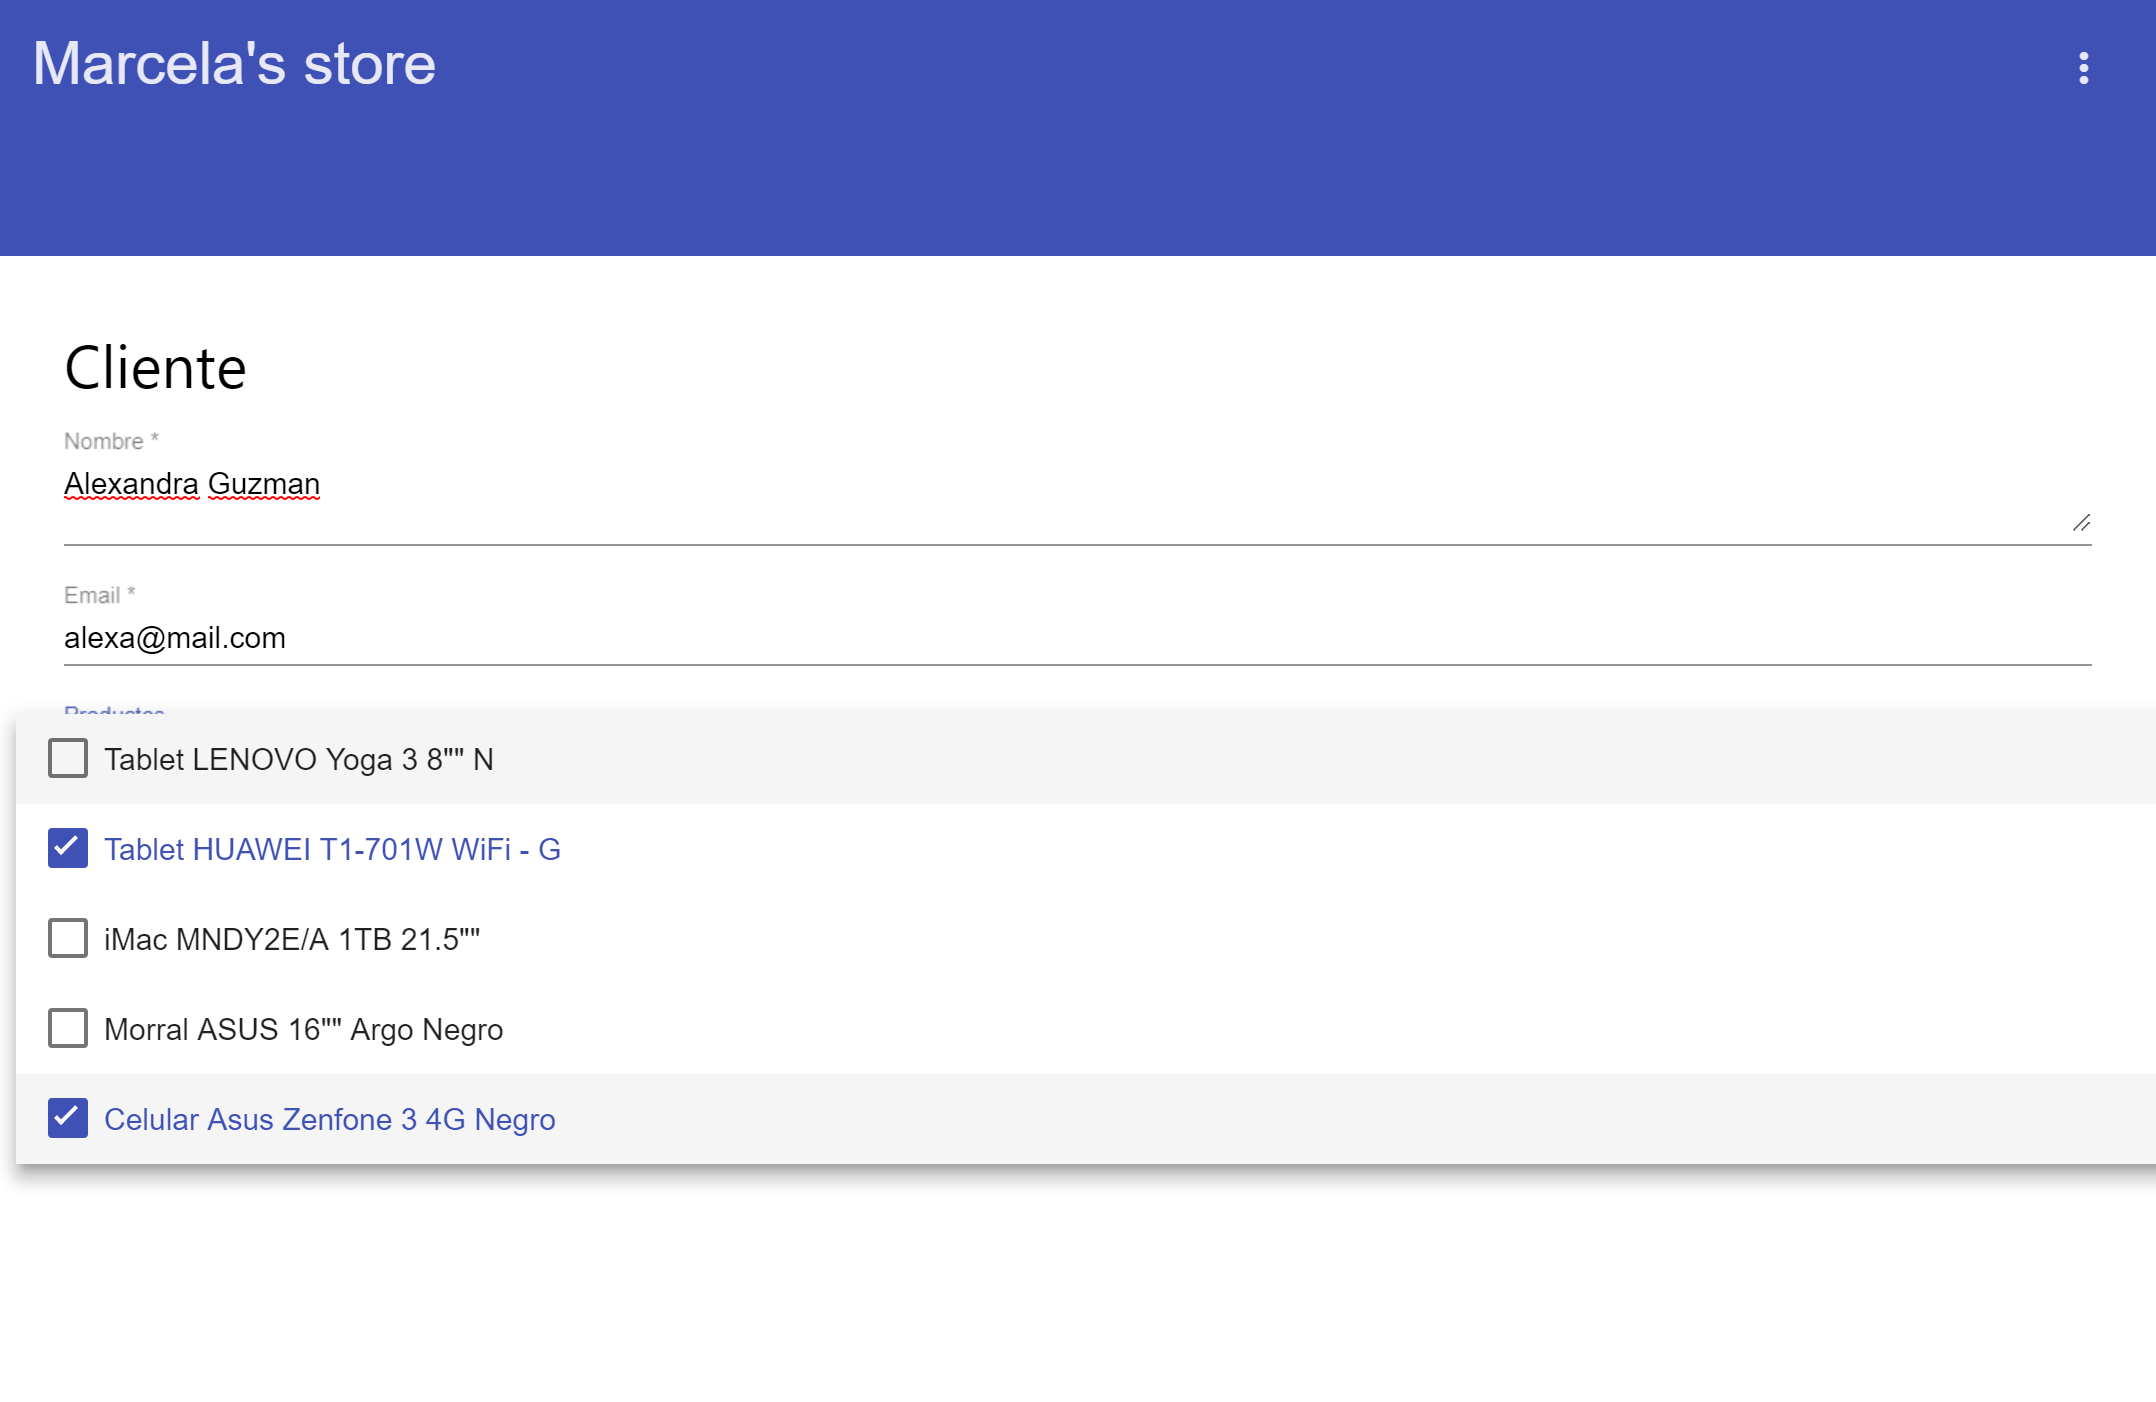 Marcela's store
Cliente
Nombre *
Alexandra Guzman
Email *
alexa@mail.com
Productos
Tablet LENOVO Yoga 3 8"" N
Tablet HUAWEI T1-701W WiFi - G
iMac MNDY2E/A 1TB 21.5""
Morral ASUS 16"" Argo Negro
Celular Asus Zenfone 3 4G Negro